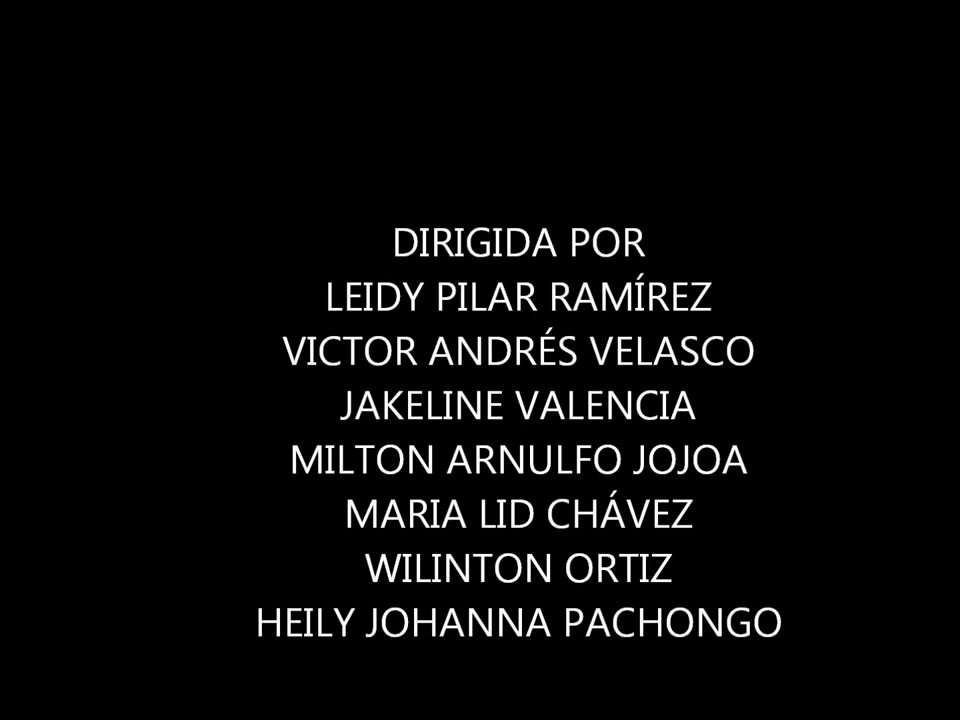 DIRIGIDA POR
LEIDY PILAR RAMÍREZ
VICTOR ANDRÉS VELASCO
JAKELINE VALENCIA
MILTON ARNULFO JOJOA
MARIA LID CHÁVEZ
WILINTON ORTIZ
HEILY JOHANNA PACHONGO